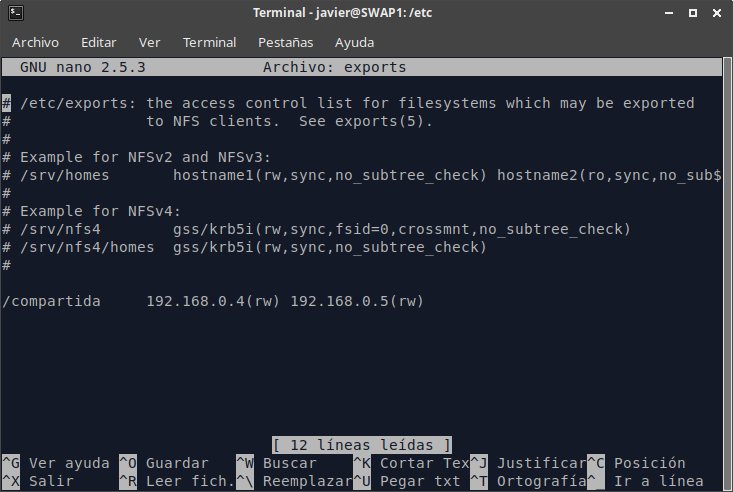 Terminal - javier@SWAP1: /etc
Archivo Editar Ver Terminal Pestañas Ayuda
GNU nano 2.5.3 Archivo: exports
# /etc/exports: the access control list for filesystems which may be exported
# to NFS clients. See exports(5).
#
# Example for NFSv2 and NFSv3:
# /srv/homes hostname1(rw,sync,no_subtree_check) hostname2(ro,sync,no_sub$
#
# Example for NFSv4:
# /srv/nfs4 gss/krb5i(rw,sync,fsid=0,crossmnt,no_subtree_check)
# /srv/nfs4/homes gss/krb5i(rw,sync,no_subtree_check)
#
/compartida 192.168.0.4(rw) 192.168.0.5(rw)
[ 12 líneas leídas ]
^G Ver ayuda ^O Guardar ^W Buscar ^K Cortar Tex^J Justificar^C Posición
^X Salir ^R Leer fich.^\ Reemplazar^U Pegar txt ^T Ortografía^_ Ir a línea